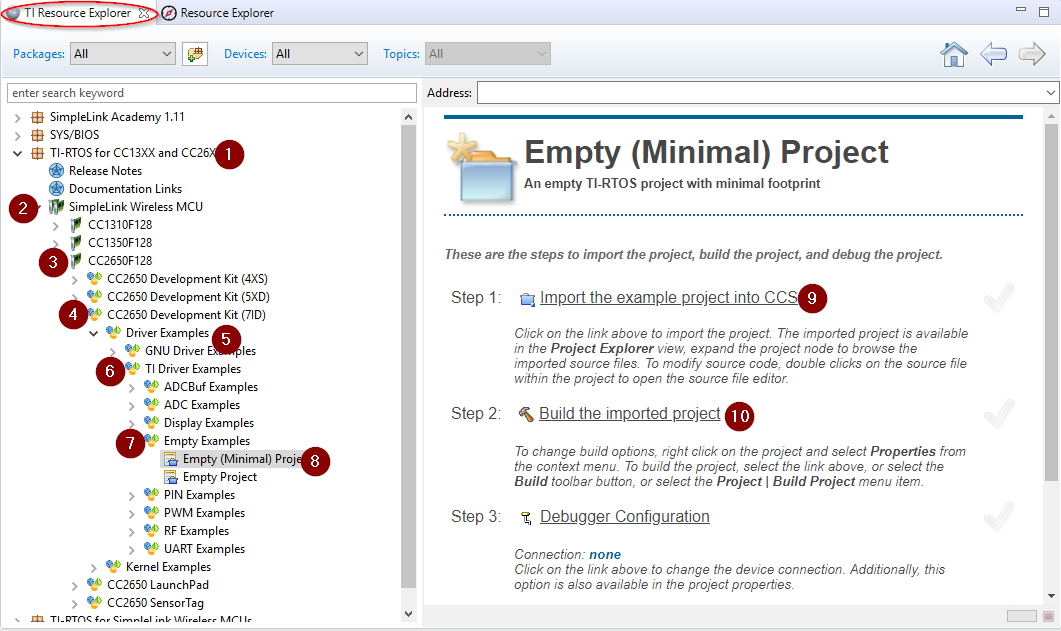 TI Resource Explorer
Resource Explorer
Packages: All
Devices: All
Topics: All
enter search keyword
SimpleLink Academy 1.11
SYS/BIOS
TI-RTOS for CC13XX and CC26X 1
Release Notes
Documentation Links
2 SimpleLink Wireless MCU
CC1310F128
CC1350F128
3 CC2650F128
CC2650 Development Kit (4XS)
CC2650 Development Kit (5XD)
4 CC2650 Development Kit (7ID)
Driver Examples 5
GNU Driver Examples
6 TI Driver Examples
ADCBuf Examples
ADC Examples
Display Examples
7 Empty Examples
Empty (Minimal) Proje 8
Empty Project
PIN Examples
PWM Examples
RF Examples
UART Examples
Kernel Examples
CC2650 LaunchPad
CC2650 SensorTag
TI-RTOS for SimpleLink Wireless MCUs
Address:
Empty (Minimal) Project
An empty TI-RTOS project with minimal footprint
These are the steps to import the project, build the project, and debug the project.
Step 1: Import the example project into CCS 9
Click on the link above to import the project. The imported project is available
in the Project Explorer view, expand the project node to browse the
imported source files. To modify source code, double clicks on the source file
within the project to open the source file editor.
Step 2: Build the imported project 10
To change build options, right click on the project and select Properties from
the context menu. To build the project, select the link above, or select the
Build toolbar button, or select the Project | Build Project menu item.
Step 3: Debugger Configuration
Connection: none
Click on the link above to change the device connection. Additionally, this
option is also available in the project properties.